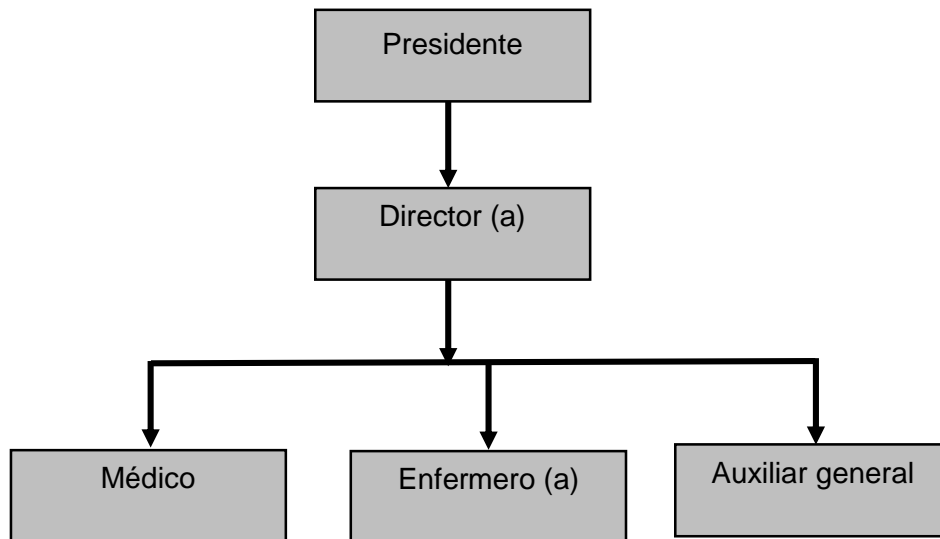 Presidente
Director (a)
Médico
Enfermero (a)
Auxiliar general